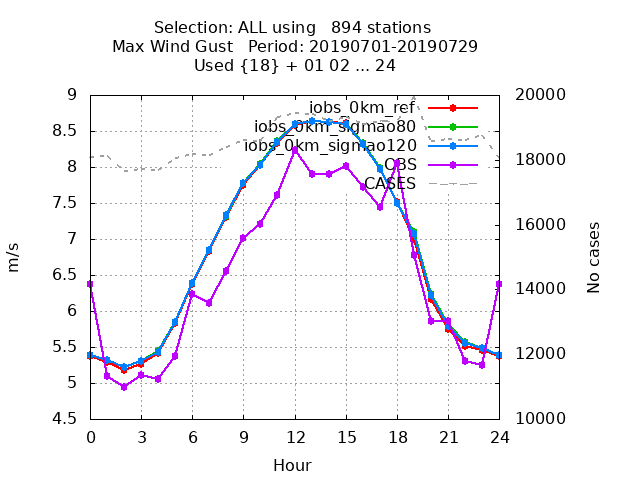 Selection: ALL using   894 stations
Max Wind Gust   Period: 20190701-20190729
Used {18} + 01 02 ... 24
iobs_0km_ref
iobs_0km_sigmao80
iobs_0km_sigmao120
OBS
CASES
9
8.5
8
7.5
7
6.5
6
5.5
5
4.5
m/s
20000
18000
16000
14000
12000
10000
No cases
0 3 6 9 12 15 18 21 24
Hour